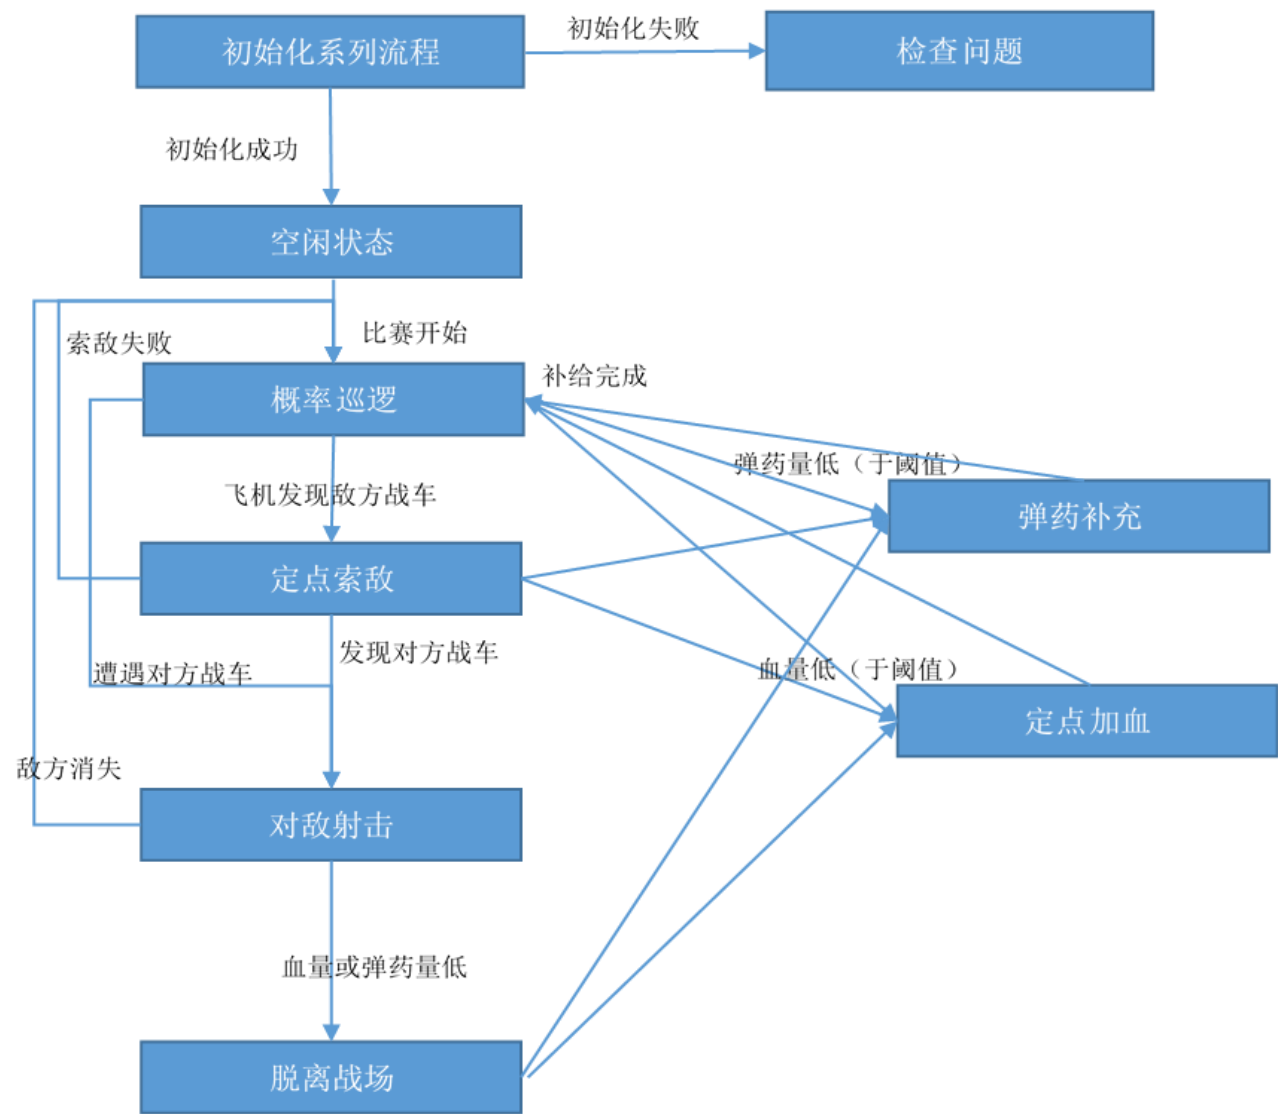 初始化系列流程
初始化失败
检查问题
初始化成功
空闲状态
索敌失败
比赛开始
概率巡逻
补给完成
弹药量低（于阈值）
飞机发现敌方战车
弹药补充
定点索敌
发现对方战车
遭遇对方战车
血量低（于阈值）
定点加血
敌方消失
对敌射击
血量或弹药量低
脱离战场